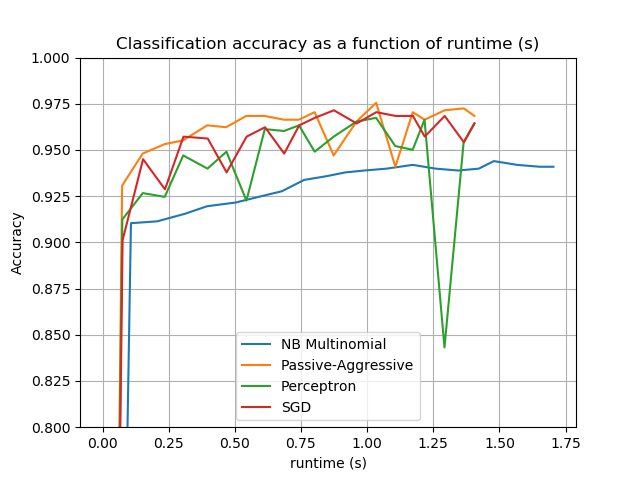 Classification accuracy as a function of runtime (s)
1.000
0.975
0.950
0.925
0.900
0.875
0.850
0.825
0.800
Accuracy
NB Multinomial
Passive-Aggressive
Perceptron
SGD
0.00 0.25 0.50 0.75 1.00 1.25 1.50 1.75
runtime (s)